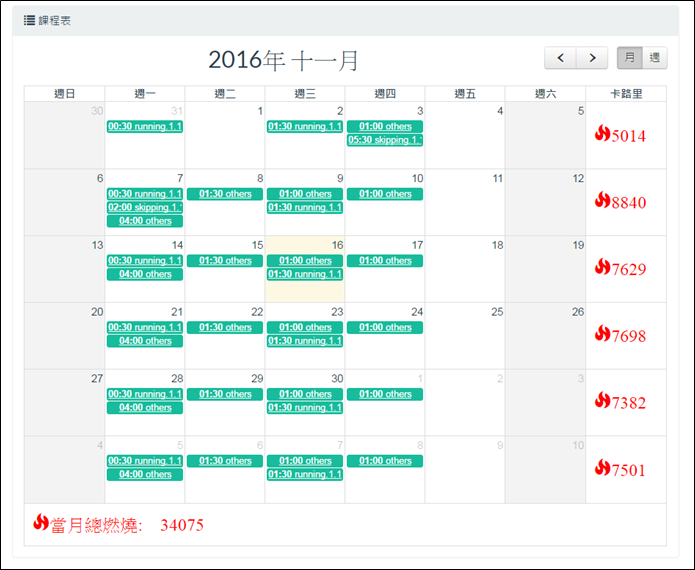 課程表
2016年 十一月
月 週
週日 週一 週二 週三 週四 週五 週六 卡路里
30 31 1 2 3 4 5
00:30 running.1.1 01:30 running.1.1 01:00 others 5014
05:30 skipping.1.
6 7 8 9 10 11 12
00:30 running.1.1 01:30 others 01:00 others 01:00 others 8840
02:00 skipping.1. 01:30 running.1.1
04:00 others
13 14 15 16 17 18 19
00:30 running.1.1 01:30 others 01:00 others 01:00 others 7629
04:00 others 01:30 running.1.1
20 21 22 23 24 25 26
00:30 running.1.1 01:30 others 01:00 others 01:00 others 7698
04:00 others 01:30 running.1.1
27 28 29 30 1 2 3
00:30 running.1.1 01:30 others 01:00 others 01:00 others 7382
04:00 others 01:30 running.1.1
4 5 6 7 8 9 10
00:30 running.1.1 01:30 others 01:00 others 01:00 others 7501
04:00 others 01:30 running.1.1
當月總燃燒: 34075